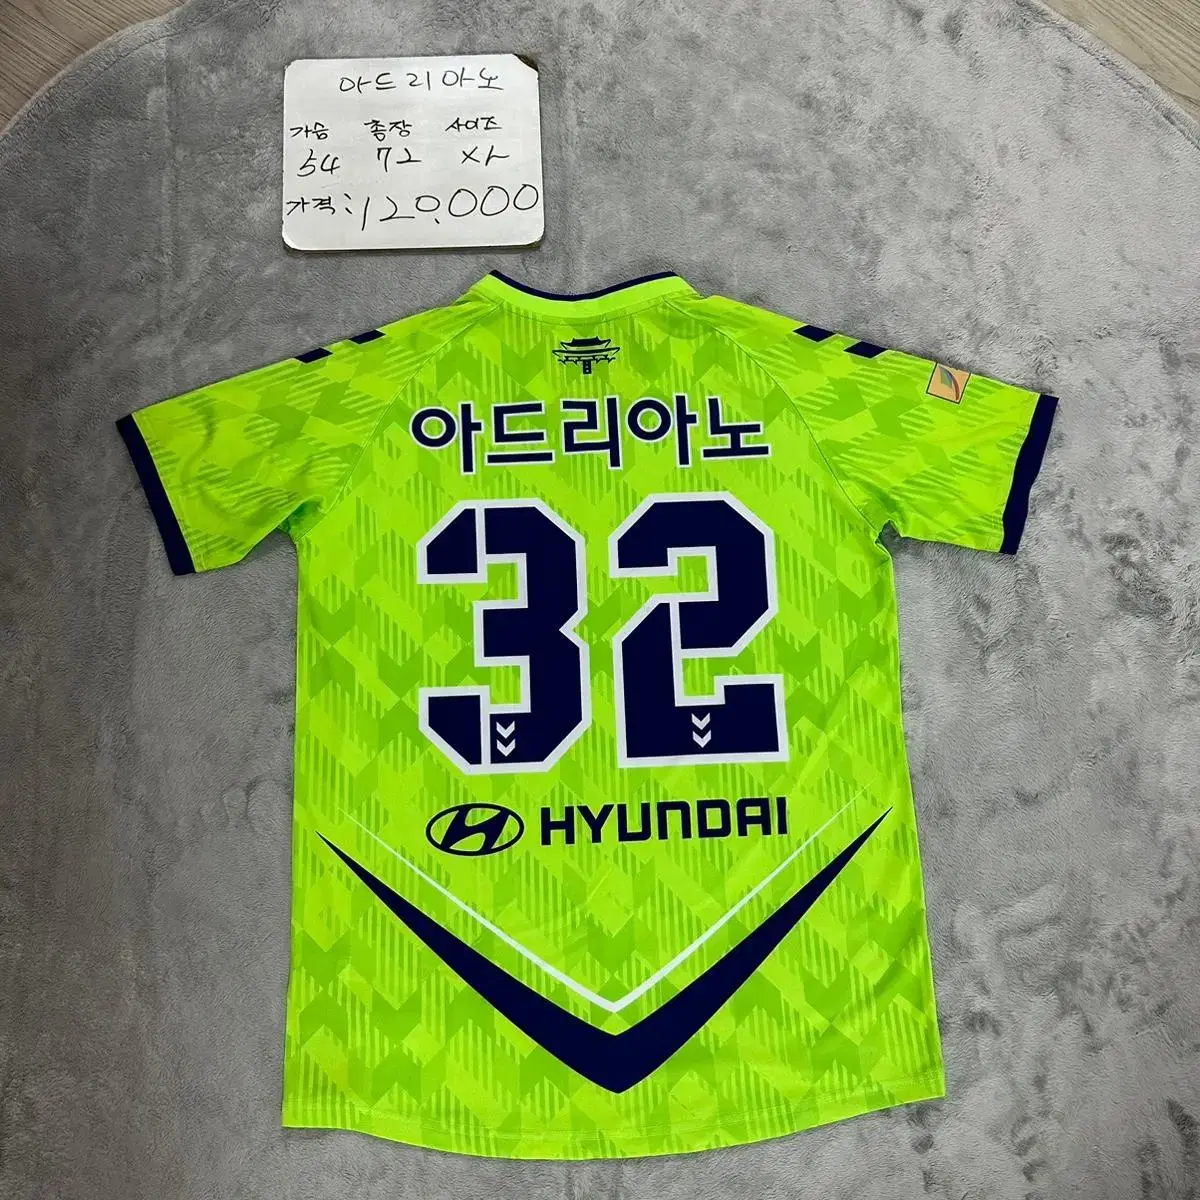 아드리아노
가슴 총장 사이즈
54 72 XL
가격: 120,000
아드리아노
32
HYUNDAI